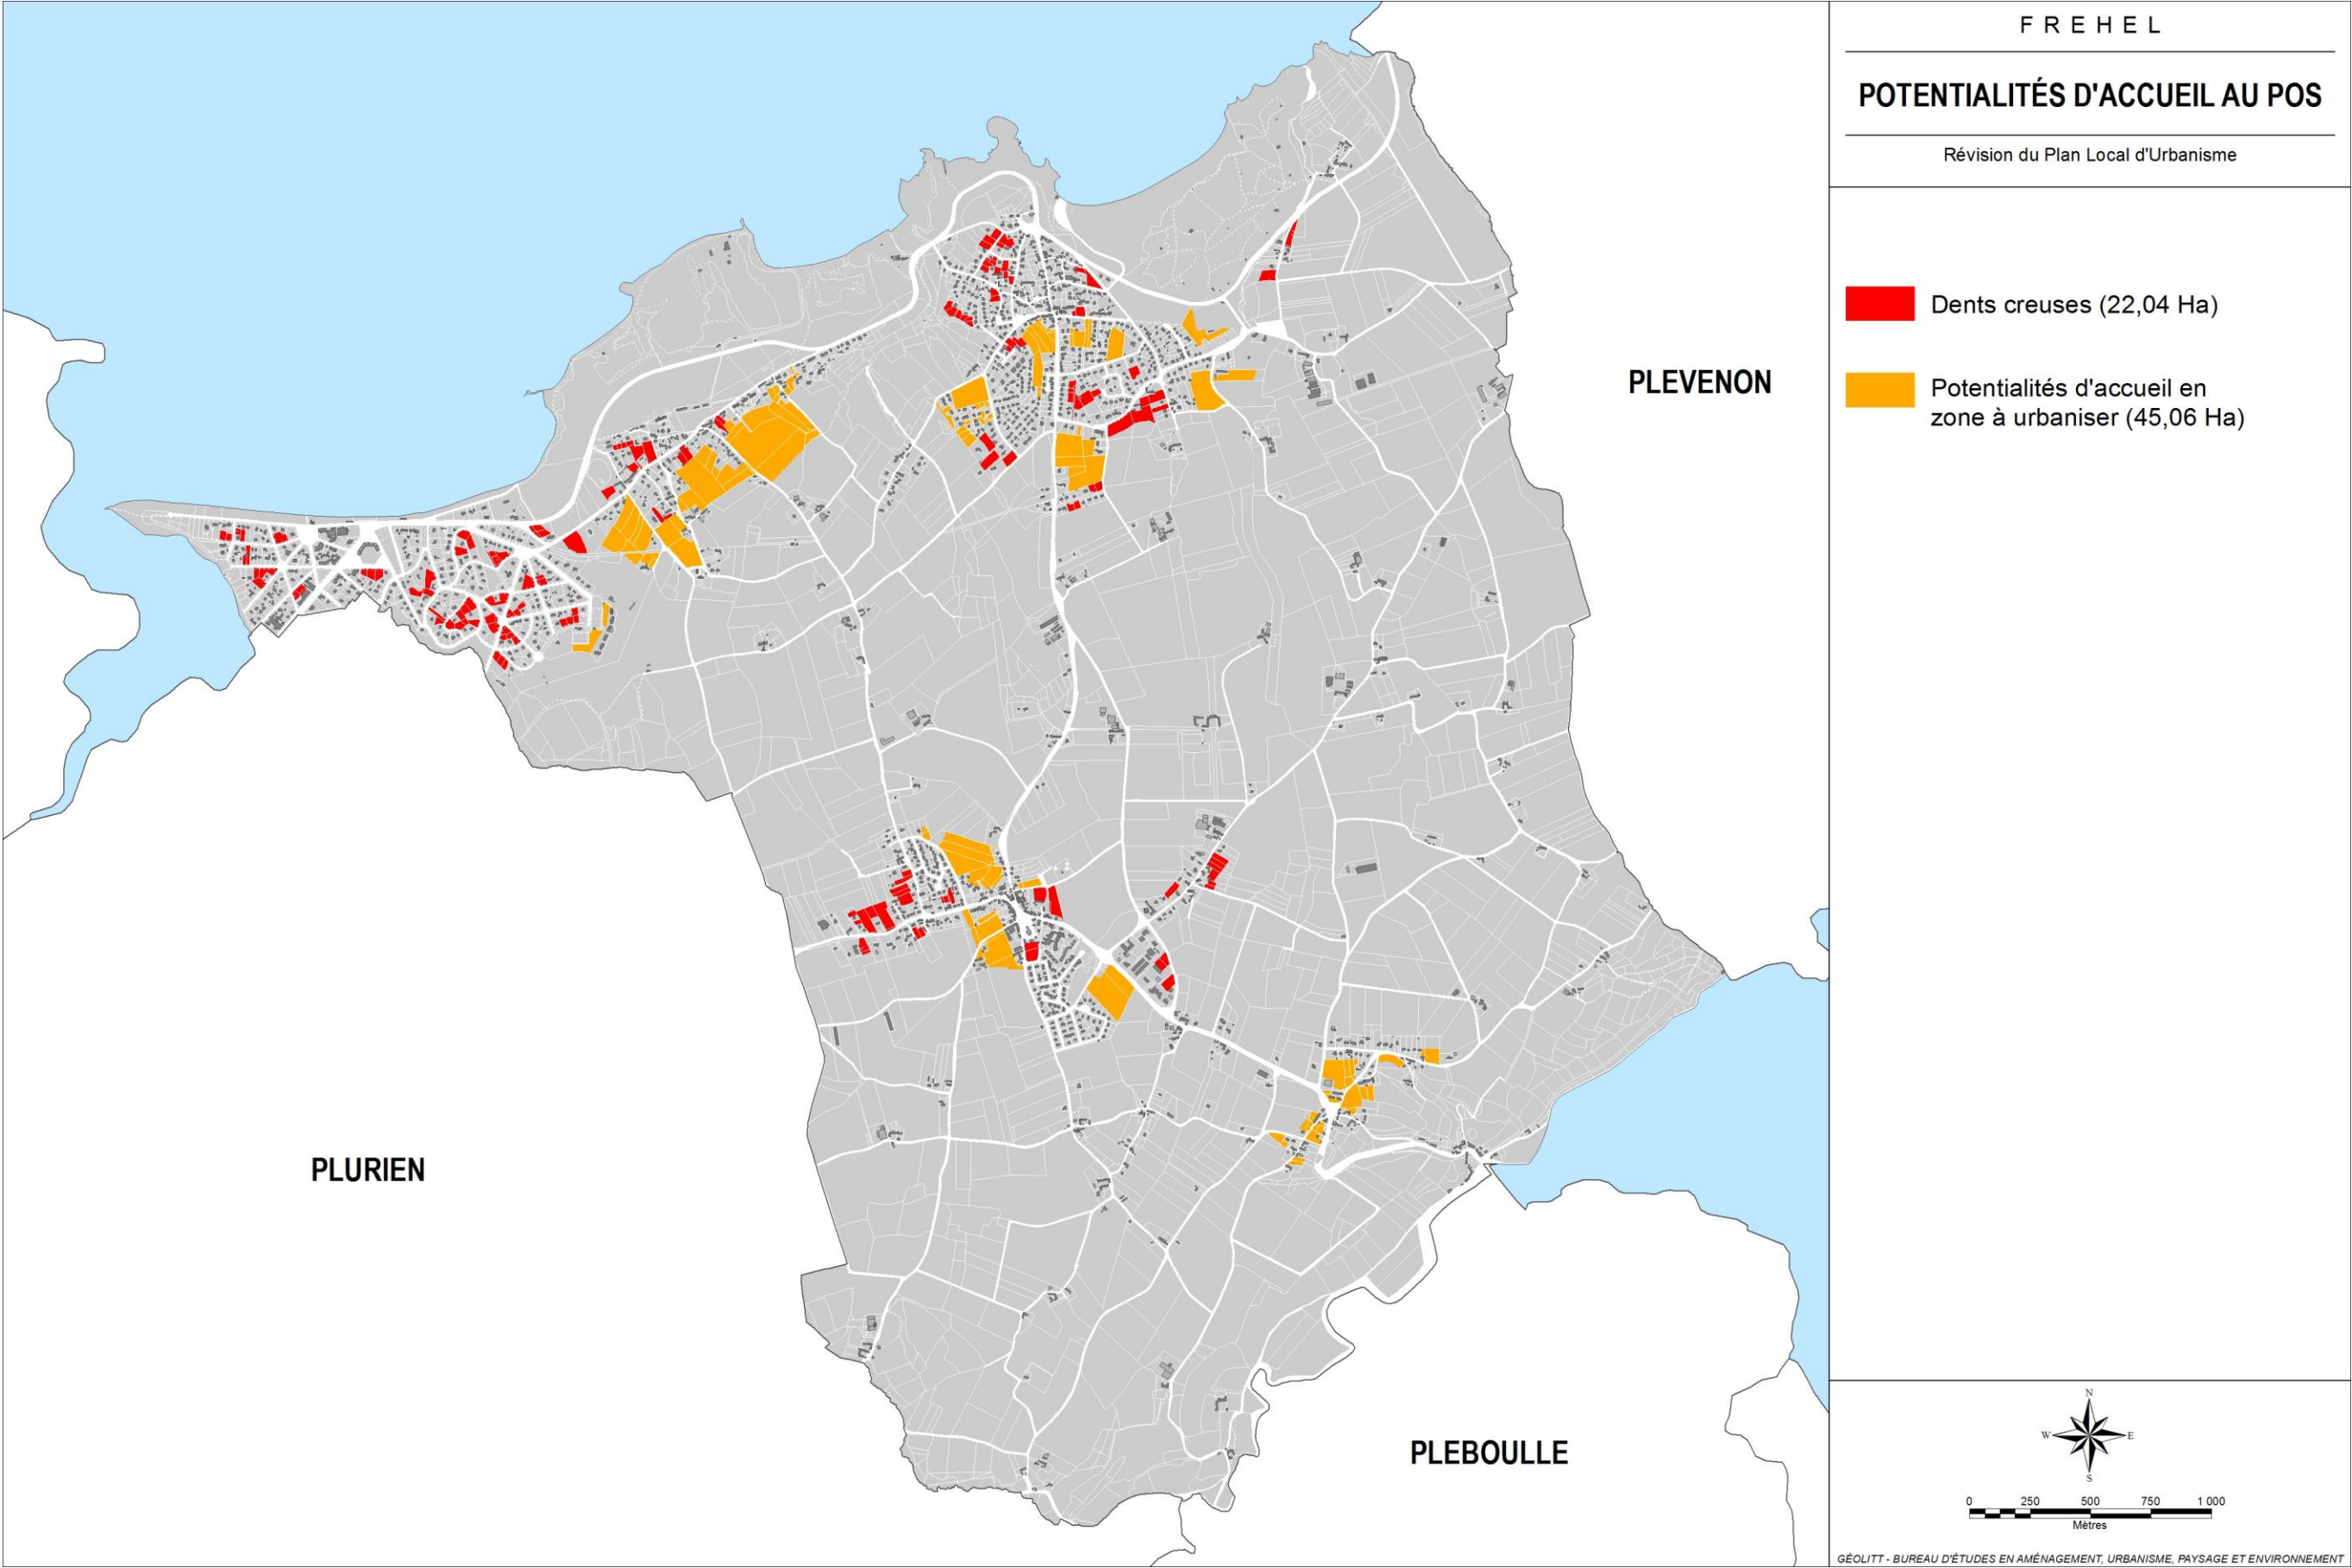 F R E H E L
POTENTIALITÉS D'ACCUEIL AU POS
Révision du Plan Local d'Urbanisme
Dents creuses (22,04 Ha)
Potentialités d'accueil en
zone à urbaniser (45,06 Ha)
PLEVENON
PLURIEN
PLEBOULLE
N
W E
S
0 250 500 750 1 000
Mètres
GÉOLITT - BUREAU D'ÉTUDES EN AMÉNAGEMENT, URBANISME, PAYSAGE ET ENVIRONNEMENT